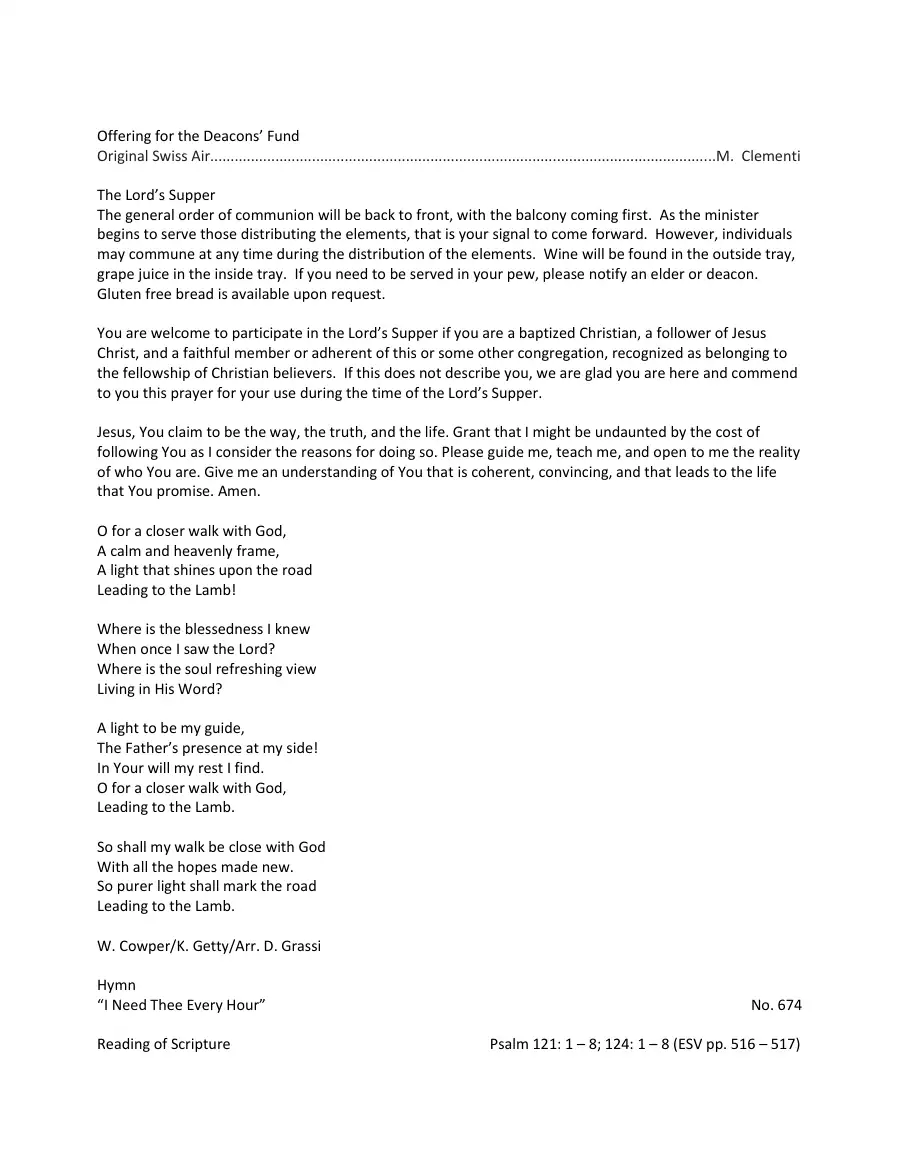 Offering for the Deacons’ Fund
Original Swiss Air............................................................................................................................M.  Clementi
The Lord’s Supper
The general order of communion will be back to front, with the balcony coming first.  As the minister
begins to serve those distributing the elements, that is your signal to come forward.  However, individuals
may commune at any time during the distribution of the elements.  Wine will be found in the outside tray,
grape juice in the inside tray.  If you need to be served in your pew, please notify an elder or deacon.
Gluten free bread is available upon request.
You are welcome to participate in the Lord’s Supper if you are a baptized Christian, a follower of Jesus
Christ, and a faithful member or adherent of this or some other congregation, recognized as belonging to
the fellowship of Christian believers.  If this does not describe you, we are glad you are here and commend
to you this prayer for your use during the time of the Lord’s Supper.
Jesus, You claim to be the way, the truth, and the life. Grant that I might be undaunted by the cost of
following You as I consider the reasons for doing so. Please guide me, teach me, and open to me the reality
of who You are. Give me an understanding of You that is coherent, convincing, and that leads to the life
that You promise. Amen.
O for a closer walk with God,
A calm and heavenly frame,
A light that shines upon the road
Leading to the Lamb!
Where is the blessedness I knew
When once I saw the Lord?
Where is the soul refreshing view
Living in His Word?
A light to be my guide,
The Father’s presence at my side!
In Your will my rest I find.
O for a closer walk with God,
Leading to the Lamb.
So shall my walk be close with God
With all the hopes made new.
So purer light shall mark the road
Leading to the Lamb.
W. Cowper/K. Getty/Arr. D. Grassi
Hymn
“I Need Thee Every Hour” No. 674
Reading of Scripture Psalm 121: 1 – 8; 124: 1 – 8 (ESV pp. 516 – 517)